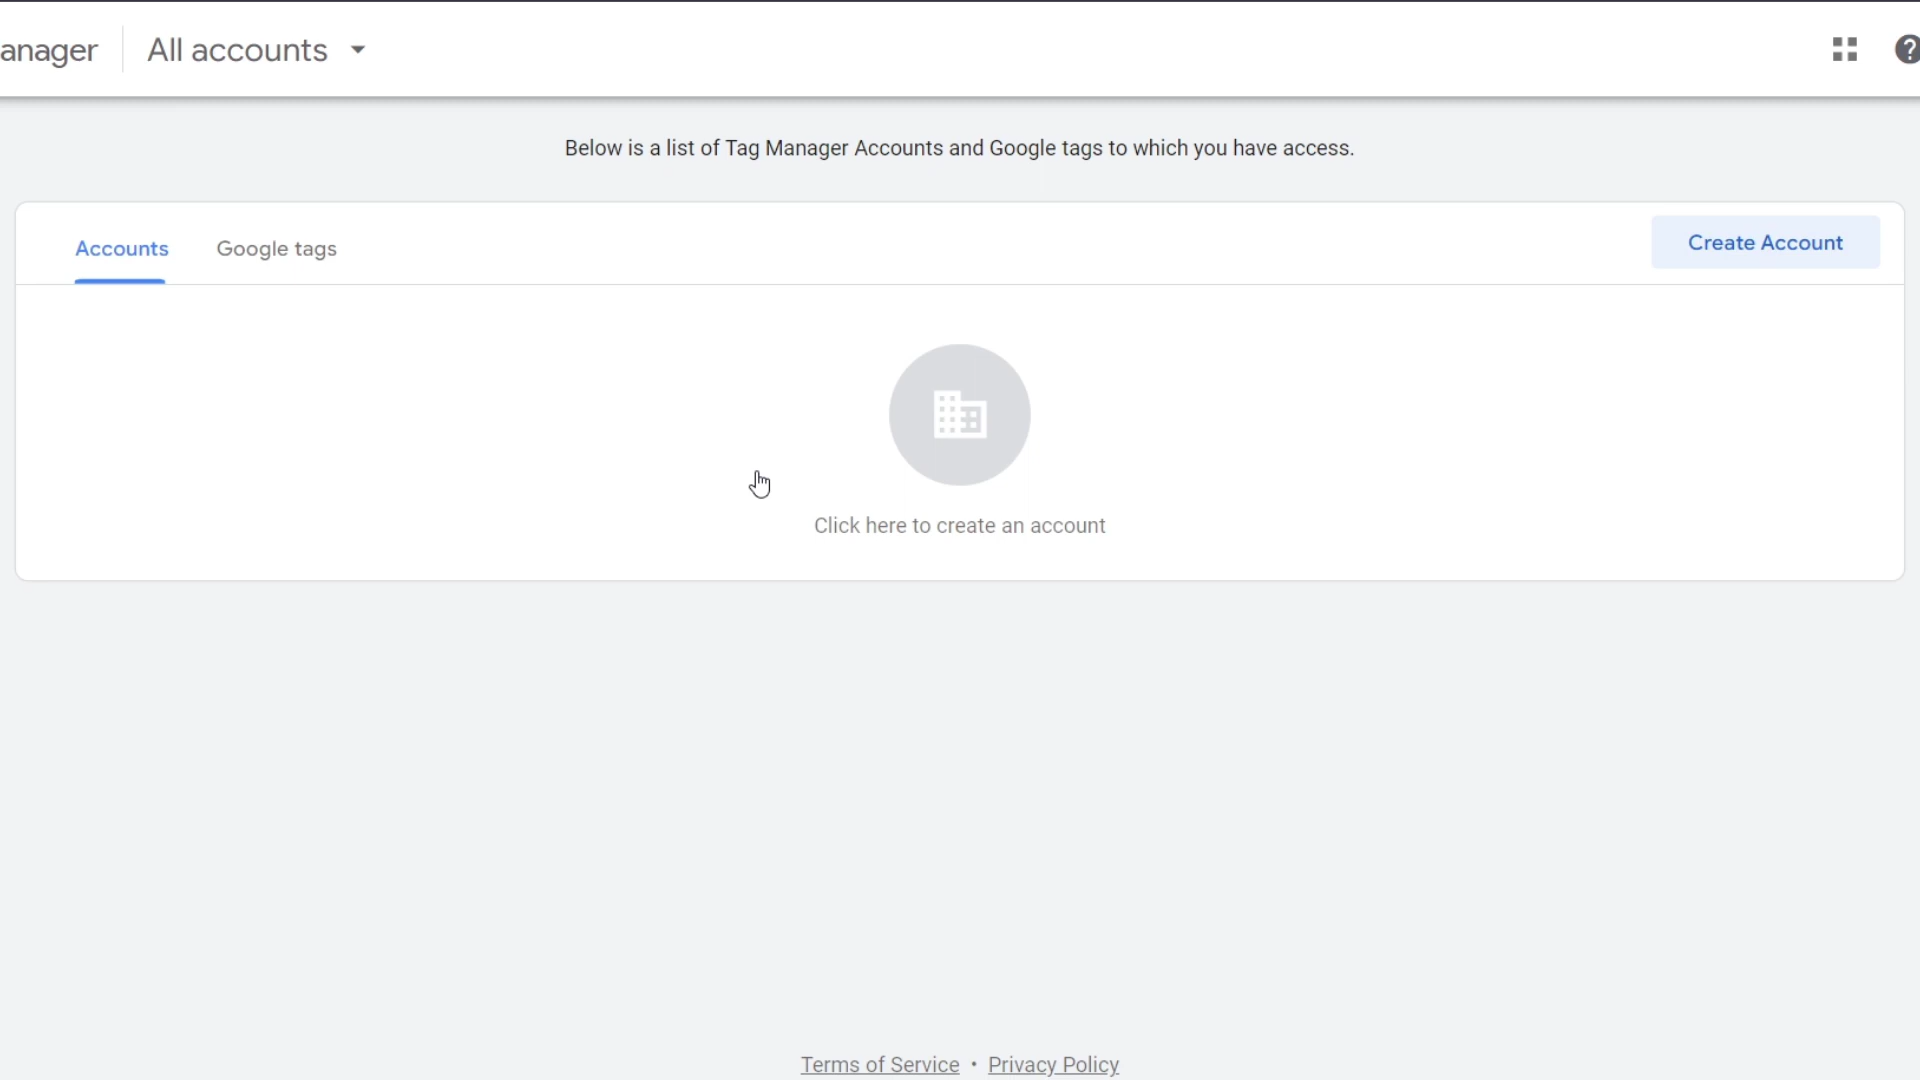 anager
All accounts
Below is a list of Tag Manager Accounts and Google tags to which you have access.
Accounts
Google tags
Create Account
Click here to create an account
Terms of Service • Privacy Policy